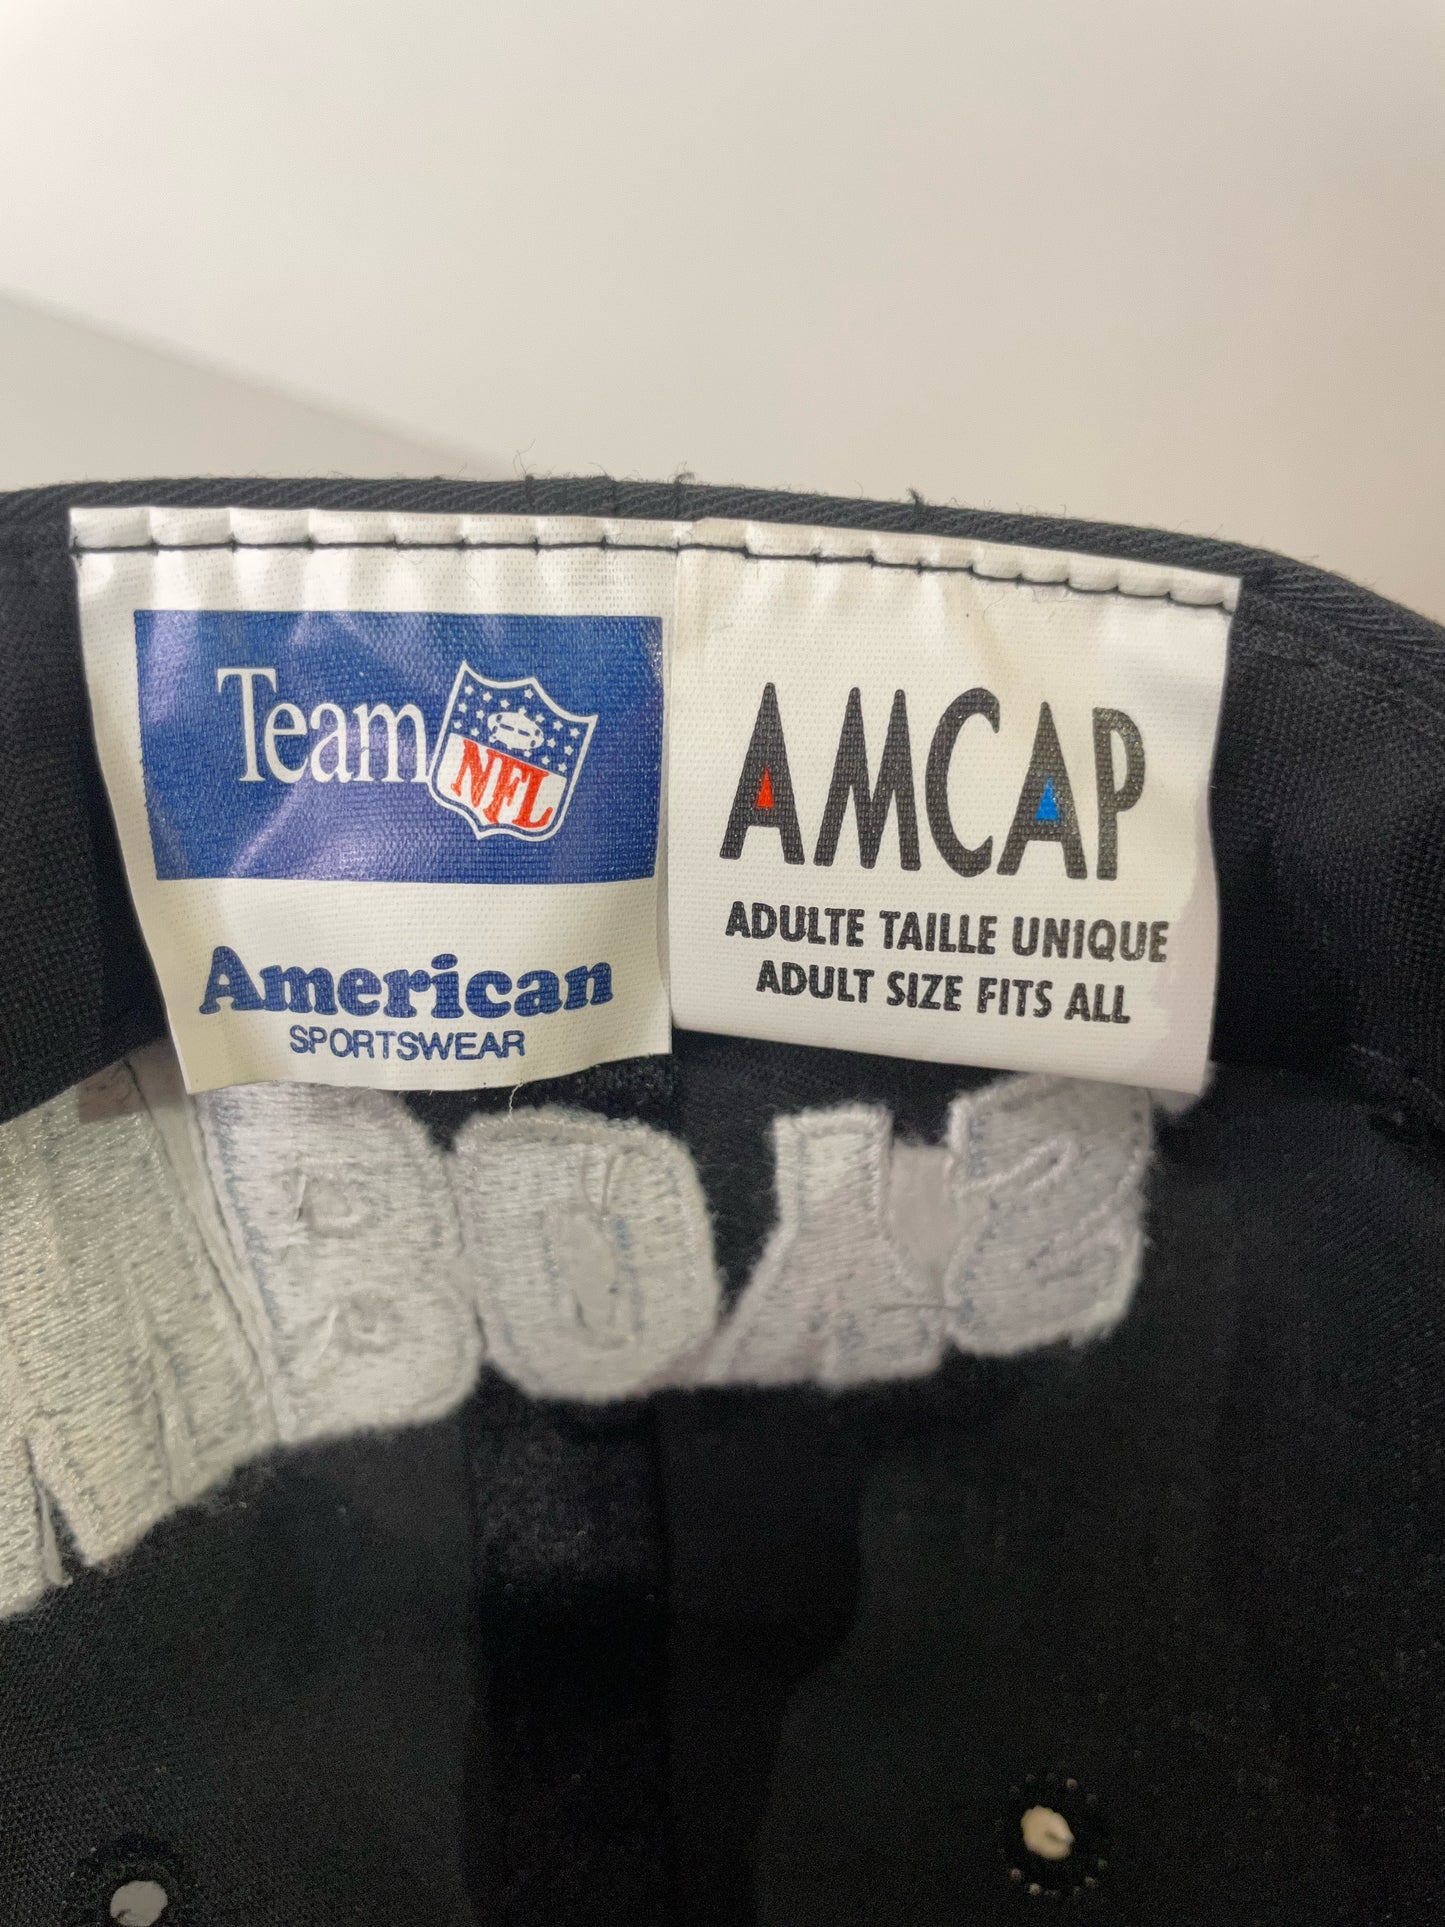 Team NFL
American
SPORTSWEAR
AMCAP
ADULTE TAILLE UNIQUE
ADULT SIZE FITS ALL